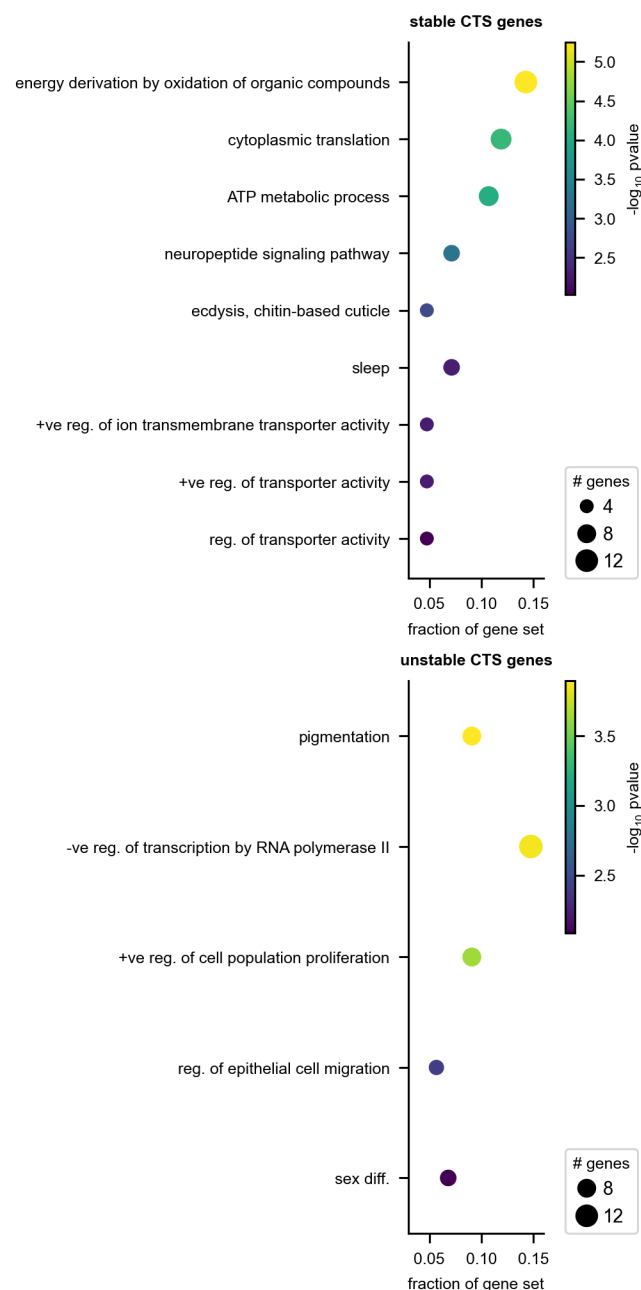 stable CTS genes
energy derivation by oxidation of organic compounds
cytoplasmic translation
ATP metabolic process
neuropeptide signaling pathway
ecdysis, chitin-based cuticle
sleep
+ve reg. of ion transmembrane transporter activity
+ve reg. of transporter activity
reg. of transporter activity
0.05 0.10 0.15
fraction of gene set
5.0
4.5
4.0
3.5
3.0
2.5
-log10 pvalue
# genes
4
8
12
unstable CTS genes
pigmentation
-ve reg. of transcription by RNA polymerase II
+ve reg. of cell population proliferation
reg. of epithelial cell migration
sex diff.
0.05 0.10 0.15
fraction of gene set
3.5
3.0
2.5
-log10 pvalue
# genes
8
12